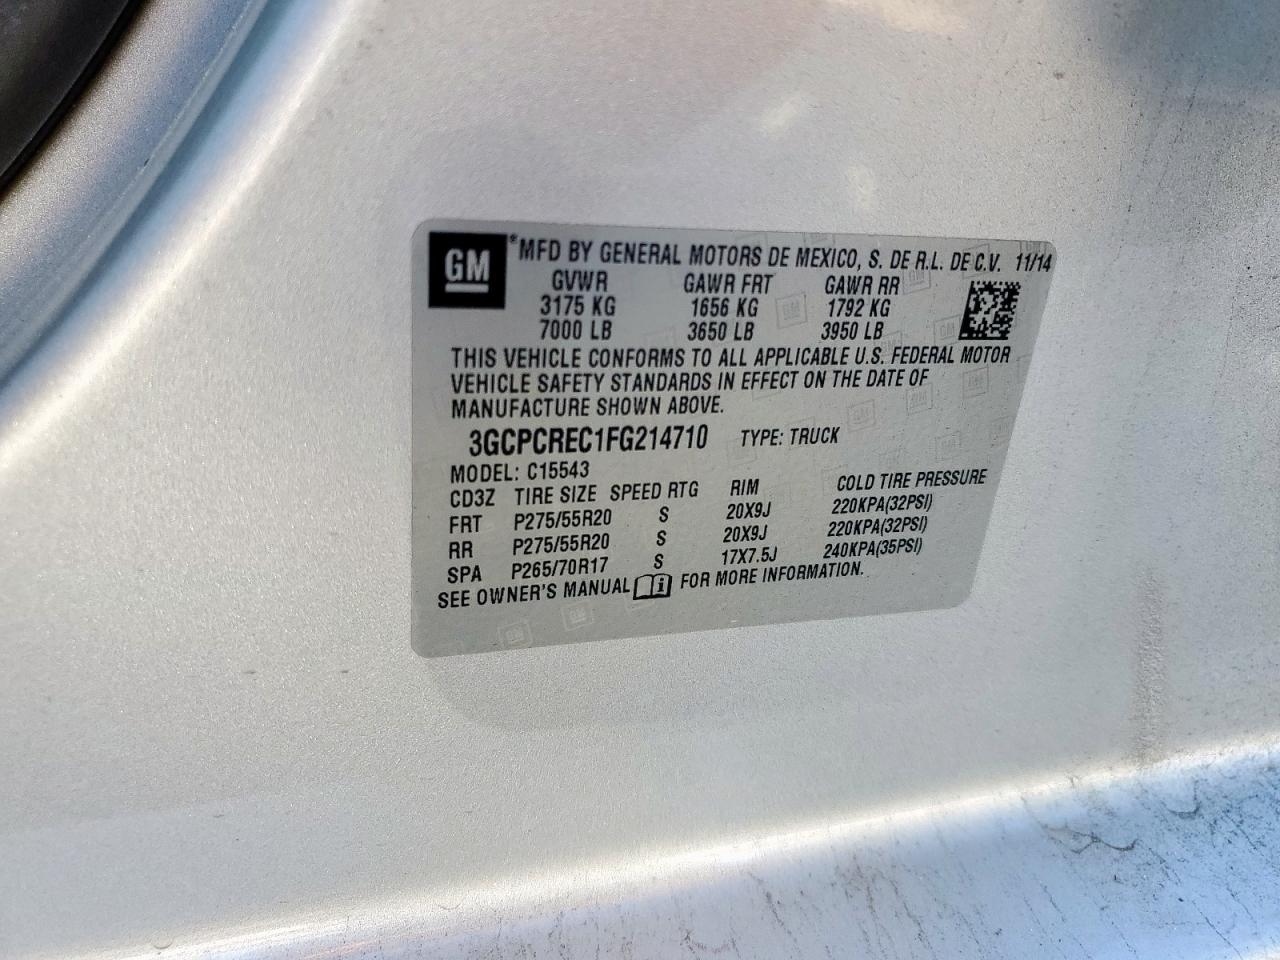 GM
*MFD BY GENERAL MOTORS DE MEXICO, S. DE R.L. DE C.V. 11/14
GVWR GAWR FRT GAWR RR
3175 KG 1656 KG 1792 KG
7000 LB 3650 LB 3950 LB
THIS VEHICLE CONFORMS TO ALL APPLICABLE U.S. FEDERAL MOTOR
VEHICLE SAFETY STANDARDS IN EFFECT ON THE DATE OF
MANUFACTURE SHOWN ABOVE.
3GCPCREC1FG214710 TYPE: TRUCK
MODEL: C15543
CD3Z TIRE SIZE SPEED RTG RIM COLD TIRE PRESSURE
FRT P275/55R20 S 20X9J 220KPA(32PSI)
RR P275/55R20 S 20X9J 220KPA(32PSI)
SPA P265/70R17 S 17X7.5J 240KPA(35PSI)
SEE OWNER'S MANUAL FOR MORE INFORMATION.